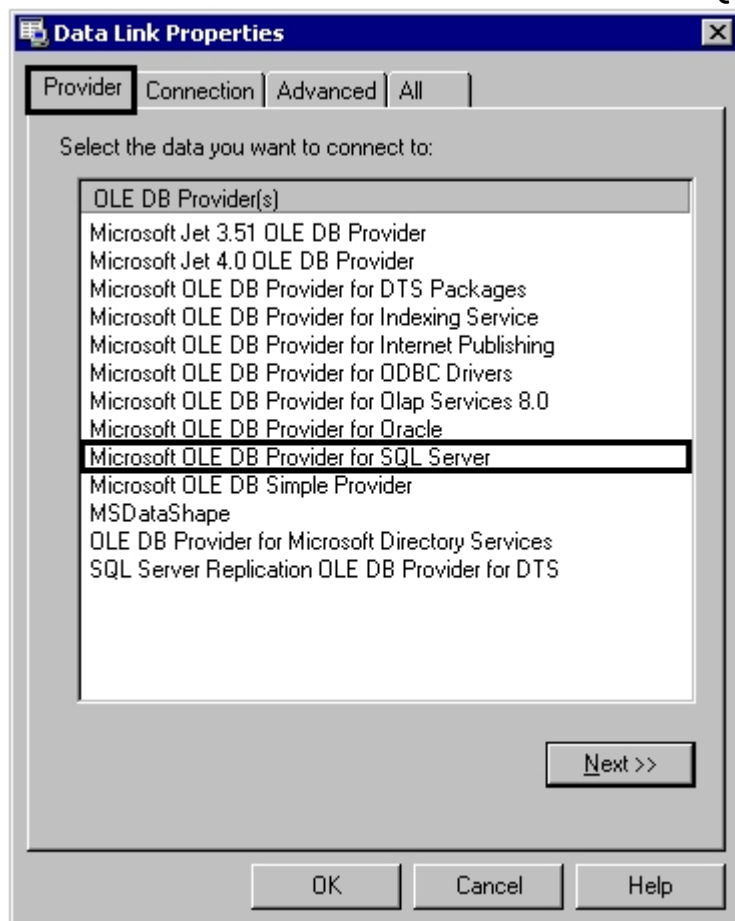 Data Link Properties
Provider Connection Advanced All
Select the data you want to connect to:
OLE DB Provider(s)
Microsoft Jet 3.51 OLE DB Provider
Microsoft Jet 4.0 OLE DB Provider
Microsoft OLE DB Provider for DTS Packages
Microsoft OLE DB Provider for Indexing Service
Microsoft OLE DB Provider for Internet Publishing
Microsoft OLE DB Provider for ODBC Drivers
Microsoft OLE DB Provider for Olap Services 8.0
Microsoft OLE DB Provider for Oracle
Microsoft OLE DB Provider for SQL Server
Microsoft OLE DB Simple Provider
MSDataShape
OLE DB Provider for Microsoft Directory Services
SQL Server Replication OLE DB Provider for DTS
Next >>
OK Cancel Help